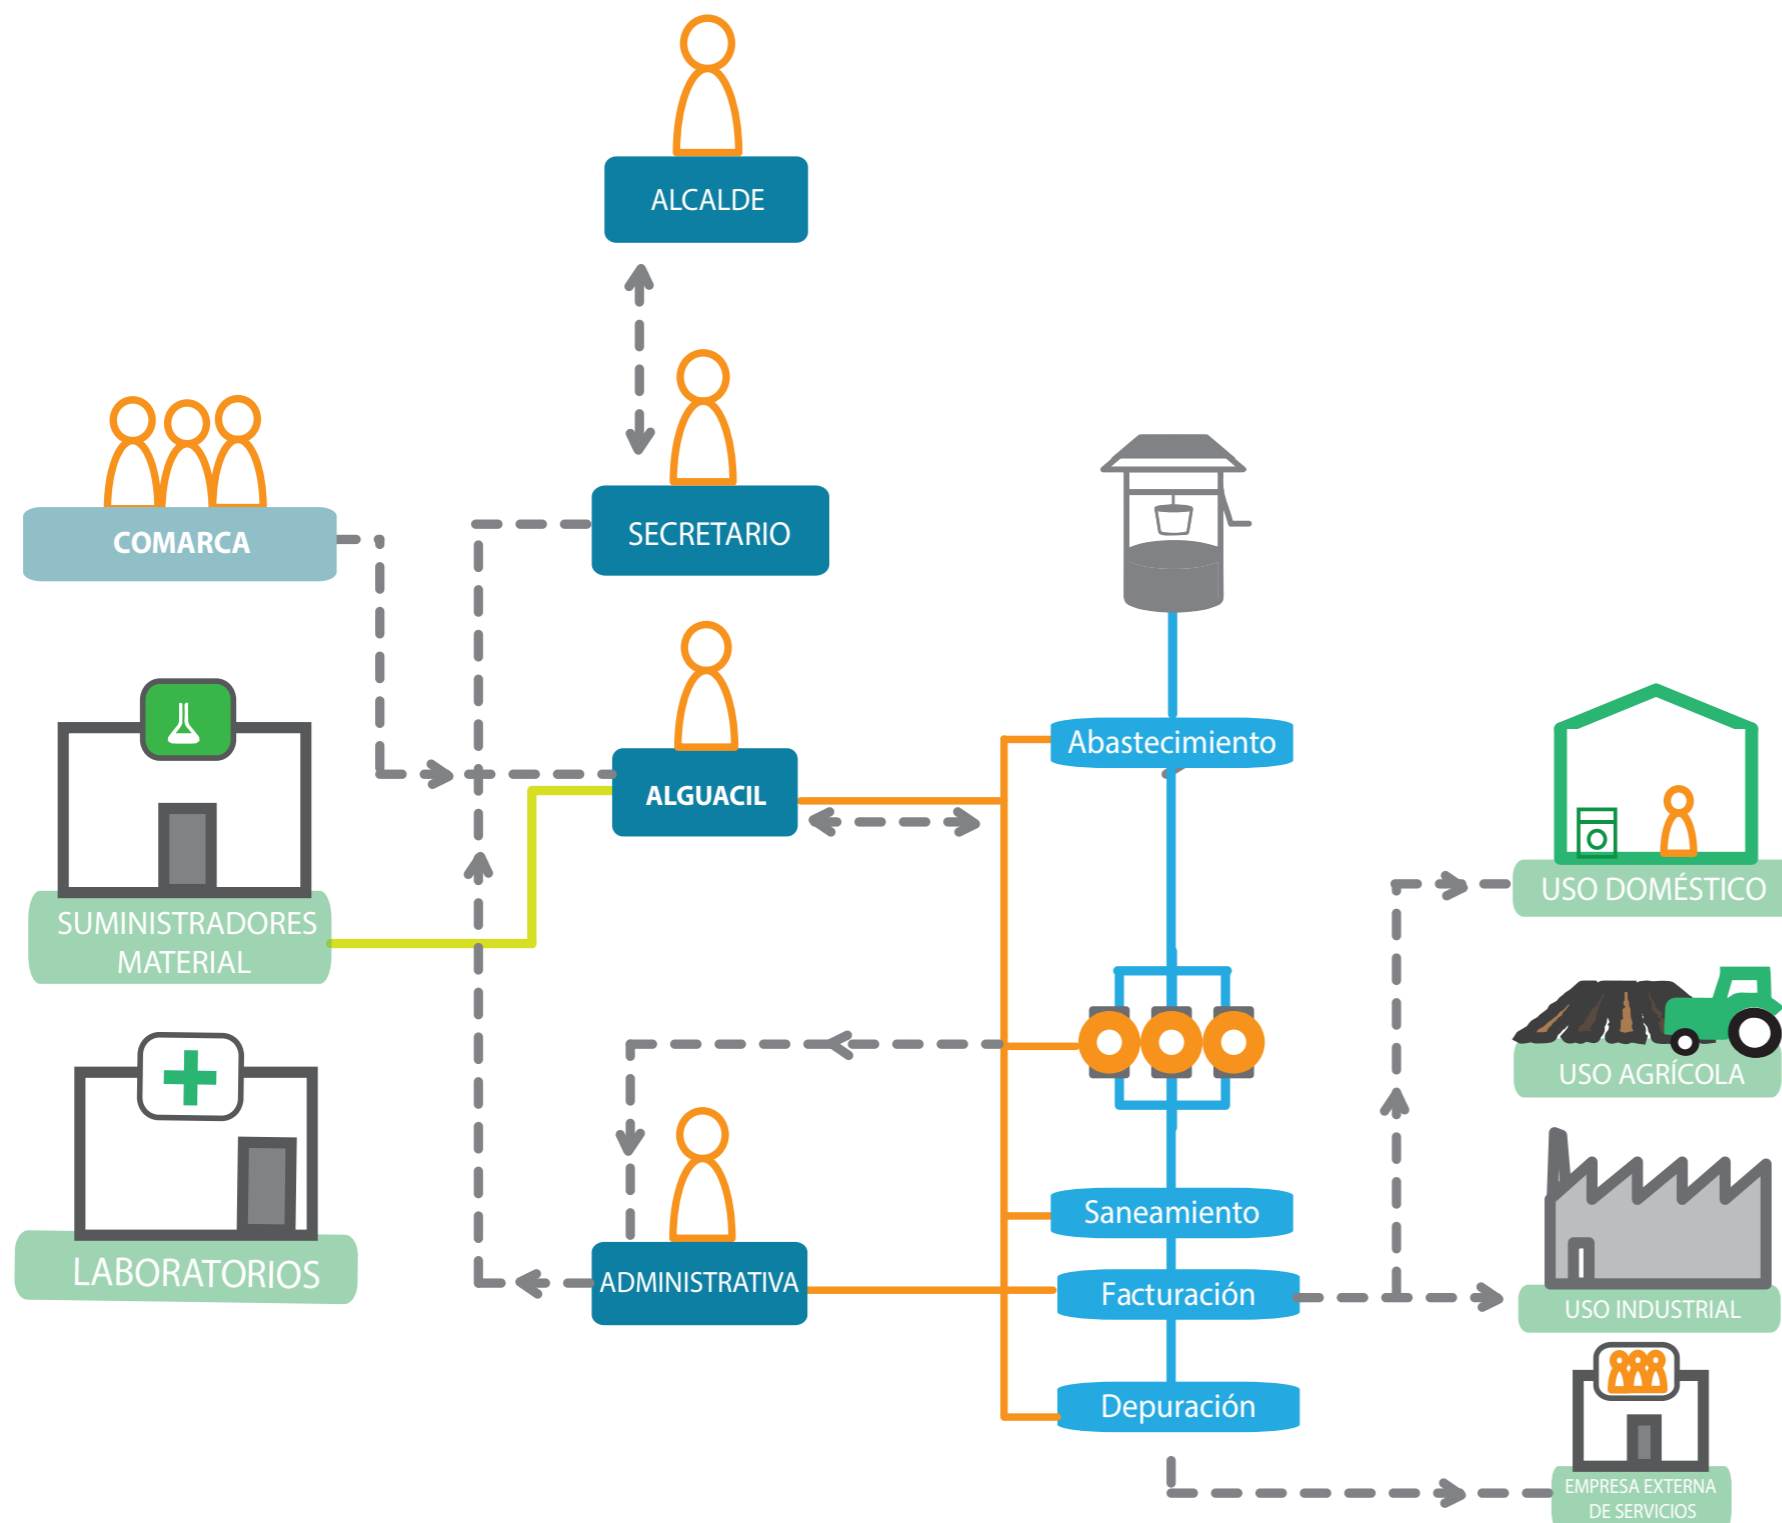 ALCALDE
COMARCA
SECRETARIO
SUMINISTRADORES
MATERIAL
ALGUACIL
Abastecimiento
USO DOMÉSTICO
USO AGRÍCOLA
LABORATORIOS
ADMINISTRATIVA
Saneamiento
Facturación
Depuración
USO INDUSTRIAL
EMPRESA EXTERNA
DE SERVICIOS